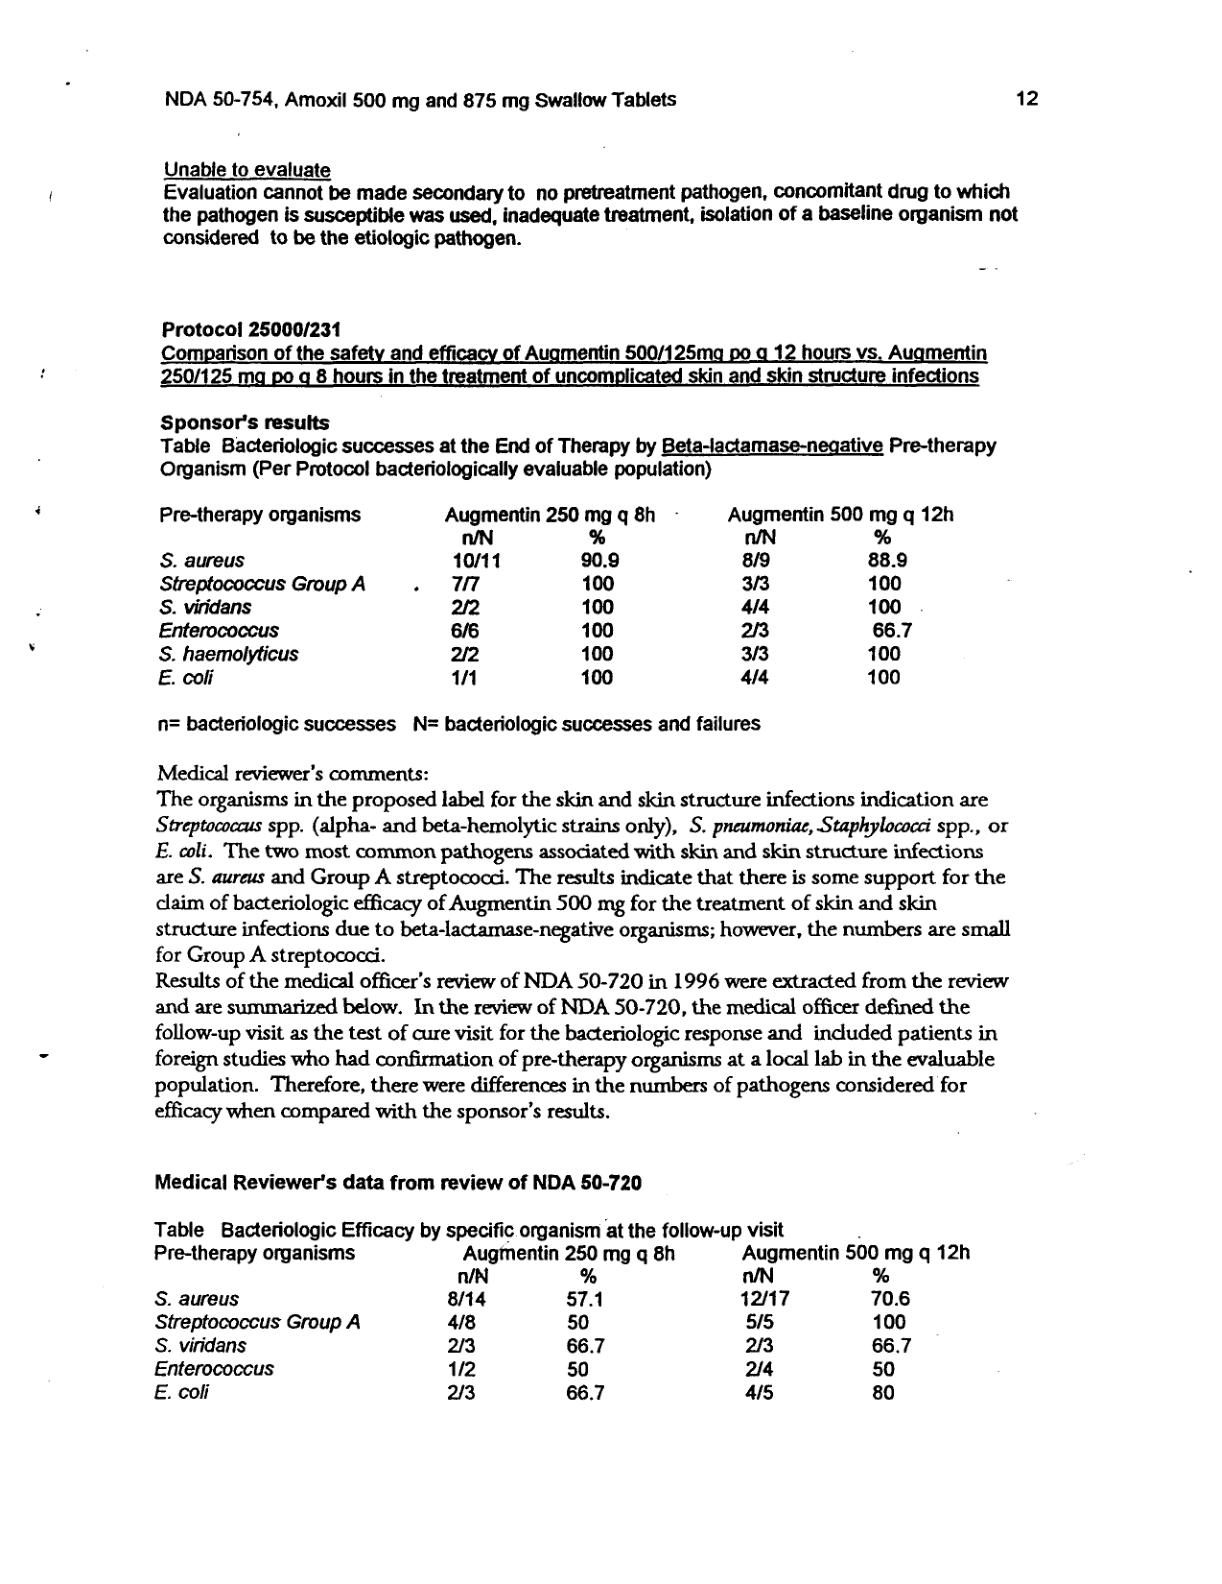 NDA 50-754, Amoxil 500 mg and 875 mg Swallow Tablets 12
Unable to evaluate
Evaluation cannot be made secondary to no pretreatment pathogen, concomitant drug to which
the pathogen is susceptible was used, inadequate treatment, isolation of a baseline organism not
considered to be the etiologic pathogen.
Protocol 25000/231
Comparison of the safety and efficacy of Augmentin 500/125mg po q 12 hours vs. Augmentin
250/125 mg po q 8 hours in the treatment of uncomplicated skin and skin structure infections
Sponsor's results
Table Bacteriologic successes at the End of Therapy by Beta-lactamase-negative Pre-therapy
Organism (Per Protocol bacteriologically evaluable population)
Pre-therapy organisms Augmentin 250 mg q 8h Augmentin 500 mg q 12h
n/N % n/N %
S. aureus 10/11 90.9 8/9 88.9
Streptococcus Group A 7/7 100 3/3 100
S. viridans 2/2 100 4/4 100
Enterococcus 6/6 100 2/3 66.7
S. haemolyticus 2/2 100 3/3 100
E. coli 1/1 100 4/4 100
n= bacteriologic successes N= bacteriologic successes and failures
Medical reviewer's comments:
The organisms in the proposed label for the skin and skin structure infections indication are
Streptococcus spp. (alpha- and beta-hemolytic strains only), S. pneumoniae, Staphylococci spp., or
E. coli. The two most common pathogens associated with skin and skin structure infections
are S. aureus and Group A streptococci. The results indicate that there is some support for the
claim of bacteriologic efficacy of Augmentin 500 mg for the treatment of skin and skin
structure infections due to beta-lactamase-negative organisms; however, the numbers are small
for Group A streptococci.
Results of the medical officer's review of NDA 50-720 in 1996 were extracted from the review
and are summarized below. In the review of NDA 50-720, the medical officer defined the
follow-up visit as the test of cure visit for the bacteriologic response and included patients in
foreign studies who had confirmation of pre-therapy organisms at a local lab in the evaluable
population. Therefore, there were differences in the numbers of pathogens considered for
efficacy when compared with the sponsor's results.
Medical Reviewer's data from review of NDA 50-720
Table Bacteriologic Efficacy by specific organism at the follow-up visit
Pre-therapy organisms Augmentin 250 mg q 8h Augmentin 500 mg q 12h
n/N % n/N %
S. aureus 8/14 57.1 12/17 70.6
Streptococcus Group A 4/8 50 5/5 100
S. viridans 2/3 66.7 2/3 66.7
Enterococcus 1/2 50 2/4 50
E. coli 2/3 66.7 4/5 80